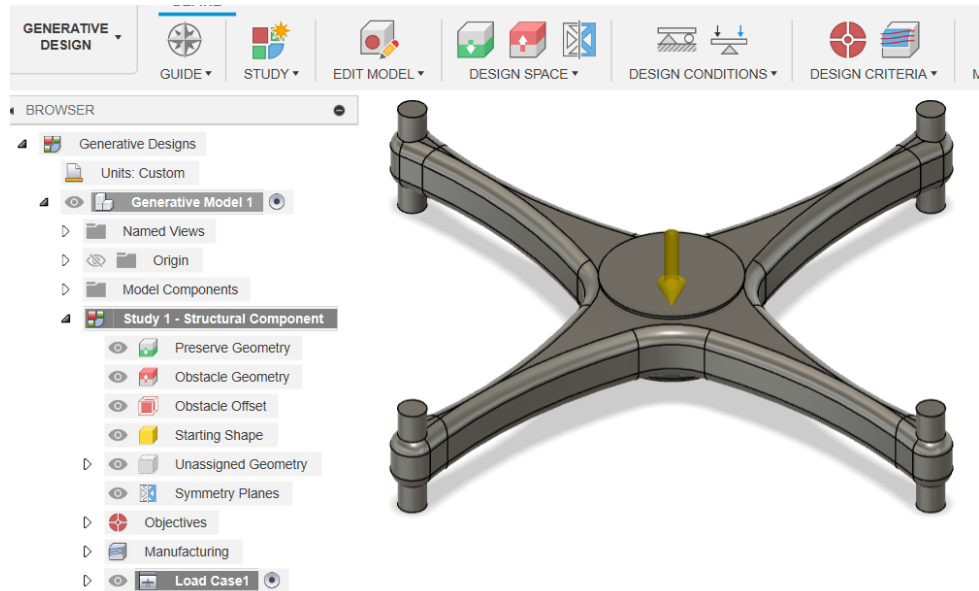 GENERATIVE
DESIGN
GUIDE
STUDY
EDIT MODEL
DESIGN SPACE
DESIGN CONDITIONS
DESIGN CRITERIA
BROWSER
Generative Designs
Units: Custom
Generative Model 1
Named Views
Origin
Model Components
Study 1 - Structural Component
Preserve Geometry
Obstacle Geometry
Obstacle Offset
Starting Shape
Unassigned Geometry
Symmetry Planes
Objectives
Manufacturing
Load Case1